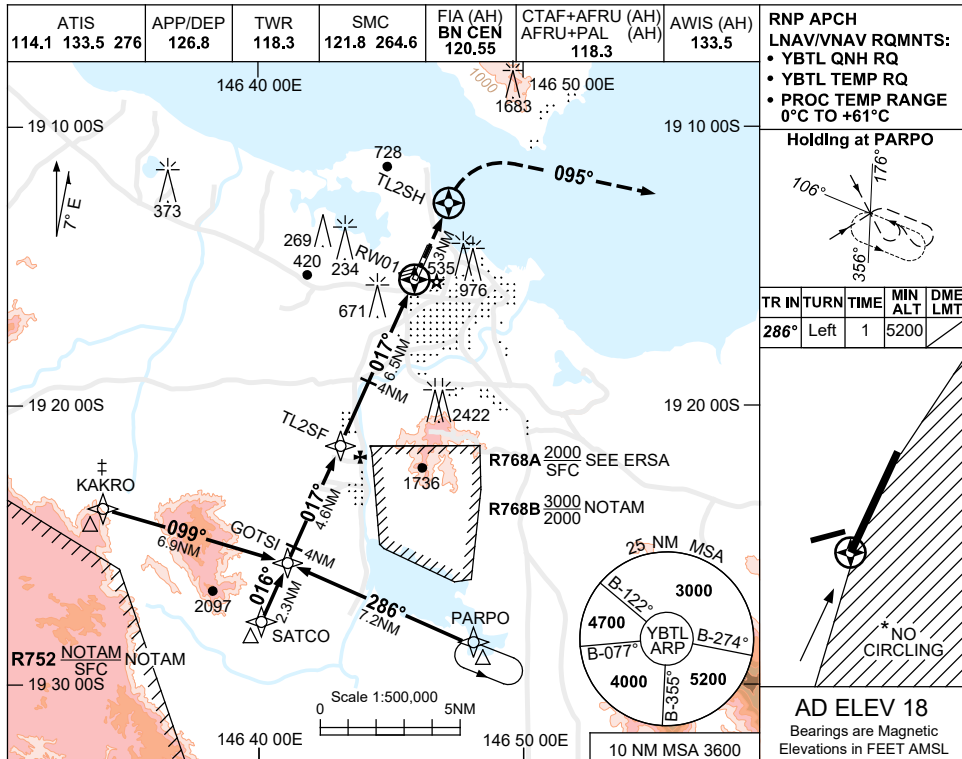 ATIS
114.1 133.5 276
APP/DEP
126.8
TWR
118.3
SMC
121.8 264.6
FIA (AH)
BN CEN
120.55
CTAF+AFRU (AH)
AFRU+PAL (AH)
118.3
AWIS (AH)
133.5
RNP APCH
LNAV/VNAV RQMNTS:
• YBTL QNH RQ
• YBTL TEMP RQ
• PROC TEMP RANGE
0°C TO +61°C
146 40 00E
146 50 00E
1000
1683
19 10 00S
19 10 00S
7° E
373
728
TL2SH
095°
269
420
234
RW01
3NM
535
976
671
017°
6.5NM
4NM
19 20 00S
19 20 00S
2422
TL2SF
1736
R768A 2000
SFC SEE ERSA
R768B 3000
2000 NOTAM
‡
KAKRO
099°
6.9NM
GOTSI
017°
4.6NM
4NM
016°
2.3NM
SATCO
2097
286°
7.2NM
PARPO
R752 NOTAM
SFC NOTAM
19 30 00S
Scale 1:500,000
0
5NM
146 40 00E
146 50 00E
25 NM MSA
3000
4700
4000
5200
B-122°
B-077°
B-355°
B-274°
YBTL
ARP
10 NM MSA 3600
Holding at PARPO
106°
176°
356°
TR IN
TURN
TIME
MIN
ALT
DME
LMT
286°
Left
1
5200
*NO
CIRCLING
AD ELEV 18
Bearings are Magnetic
Elevations in FEET AMSL